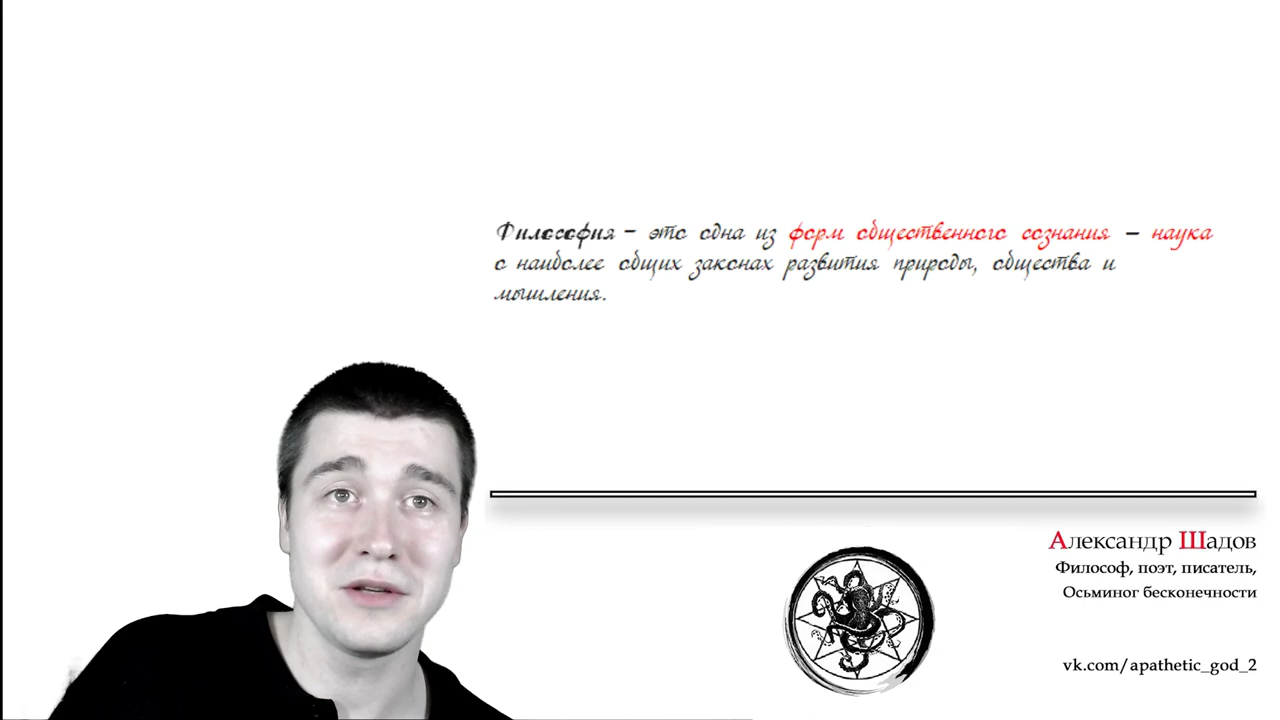 Философия – это одна из форм общественного сознания – наука
о наиболее общих законах развития природы, общества и
мышления.
Александр Шадов
Философ, поэт, писатель,
Осьминог бесконечности
vk.com/apathetic_god_2